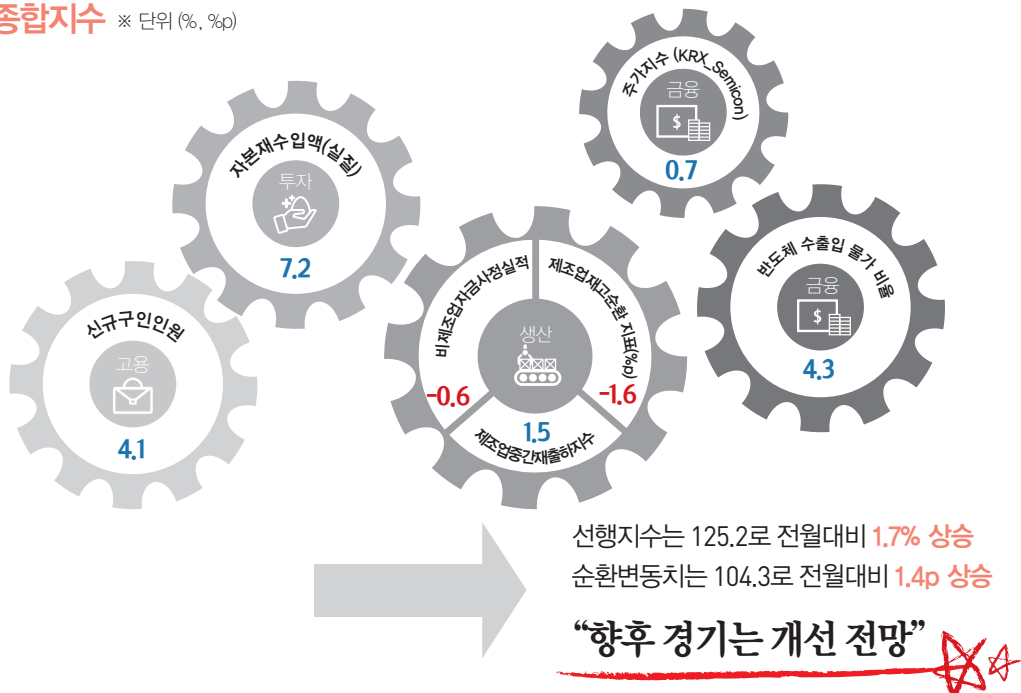 종합지수 ※ 단위 (%, %p)
주가지수 (KRX_Semicon)
금융
$
0.7
자본재수입액(실질)
투자
7.2
반도체 수출입 물가 비율
금융
$
4.3
신규구인인원
고용
4.1
비제조업자금사정실적
-0.6
제조업재고순환 지표(%p)
-1.6
생산
1.5
제조업중간재출하지수
선행지수는 125.2로 전월대비 1.7% 상승
순환변동치는 104.3로 전월대비 1.4p 상승
“향후 경기는 개선 전망”